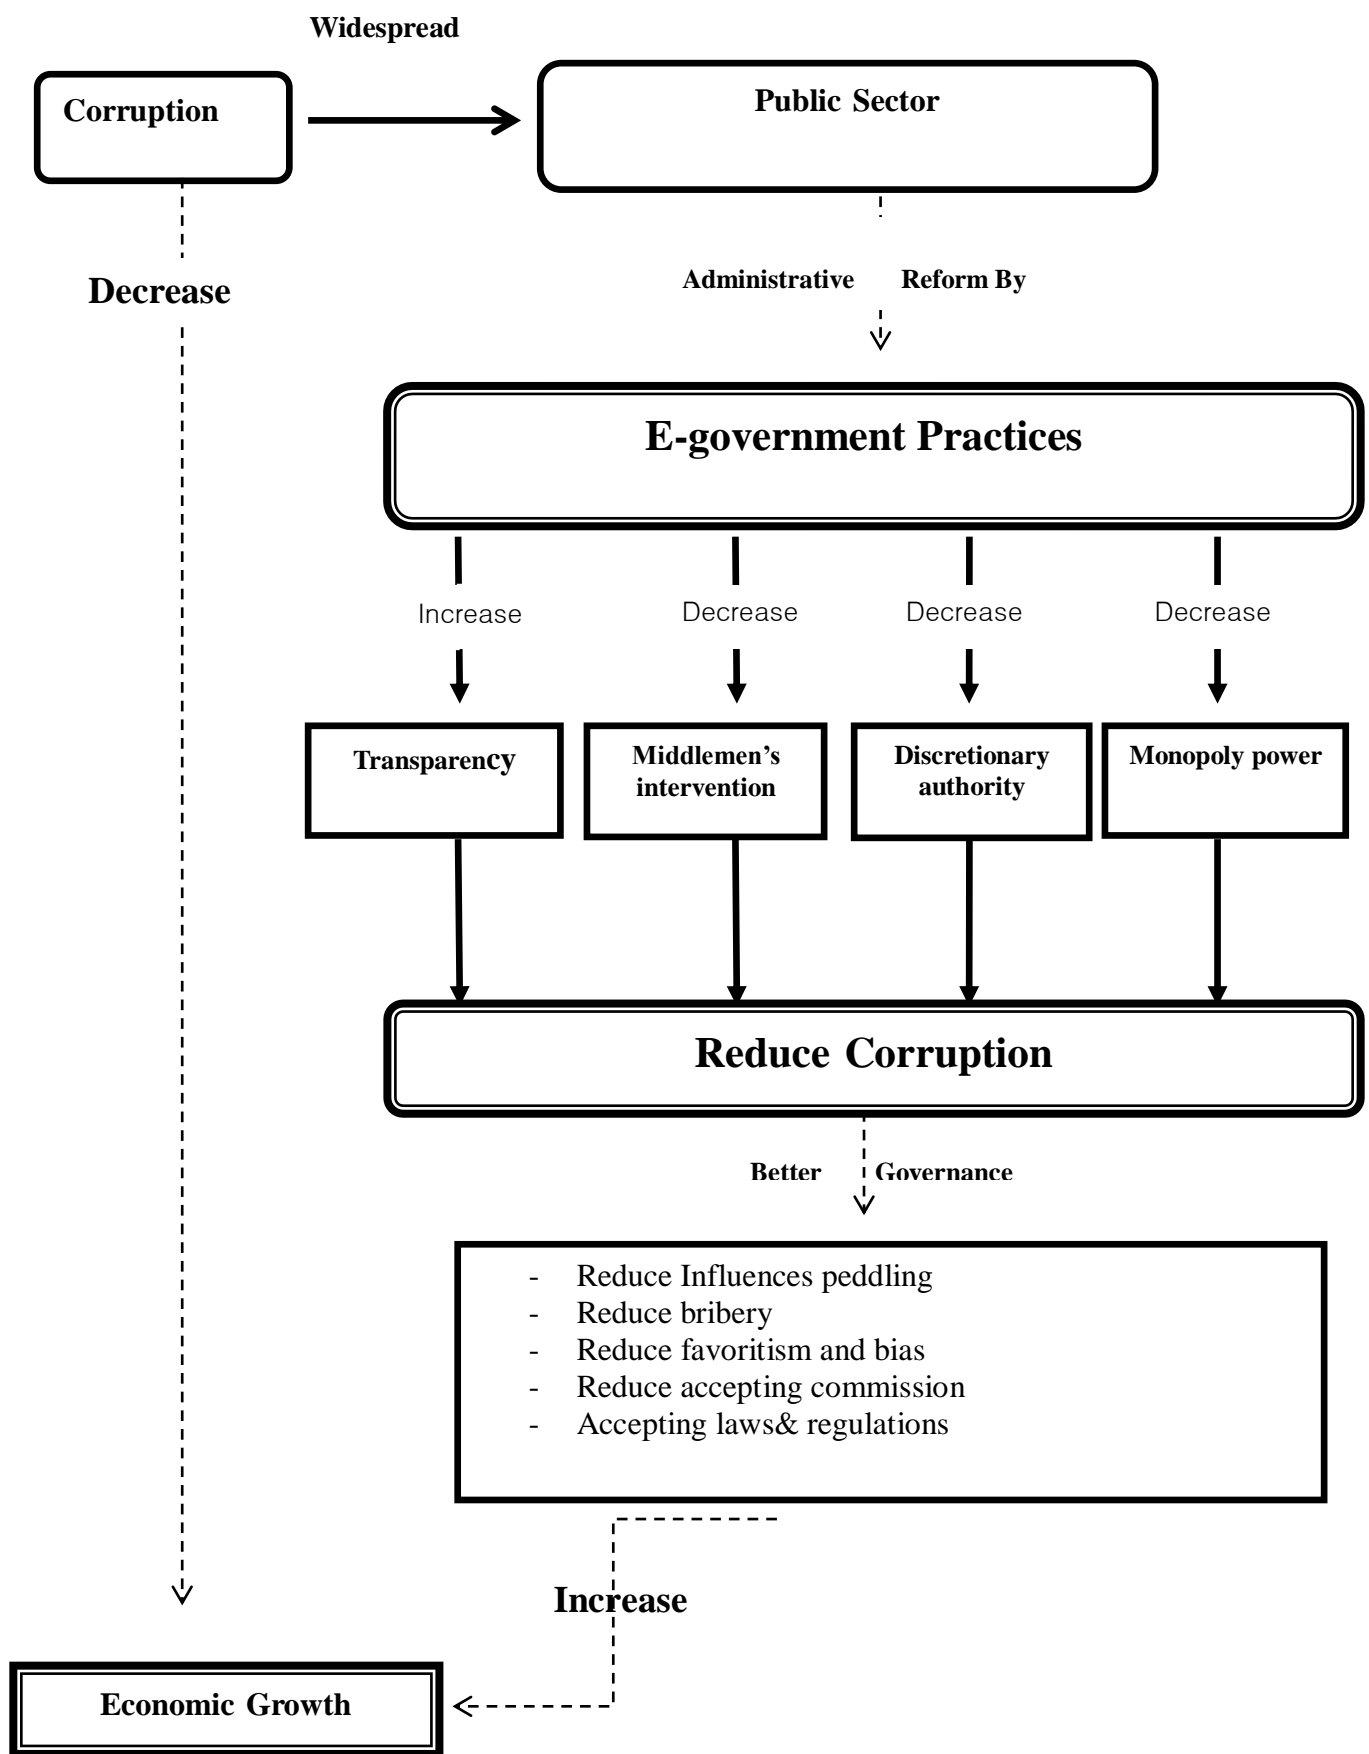 Widespread
Corruption
Public Sector
Decrease
Administrative Reform By
E-government Practices
Increase Decrease Decrease Decrease
Transparency
Middlemen's
intervention
Discretionary
authority
Monopoly power
Reduce Corruption
Better Governance
- Reduce Influences peddling
- Reduce bribery
- Reduce favoritism and bias
- Reduce accepting commission
- Accepting laws& regulations
Increase
Economic Growth